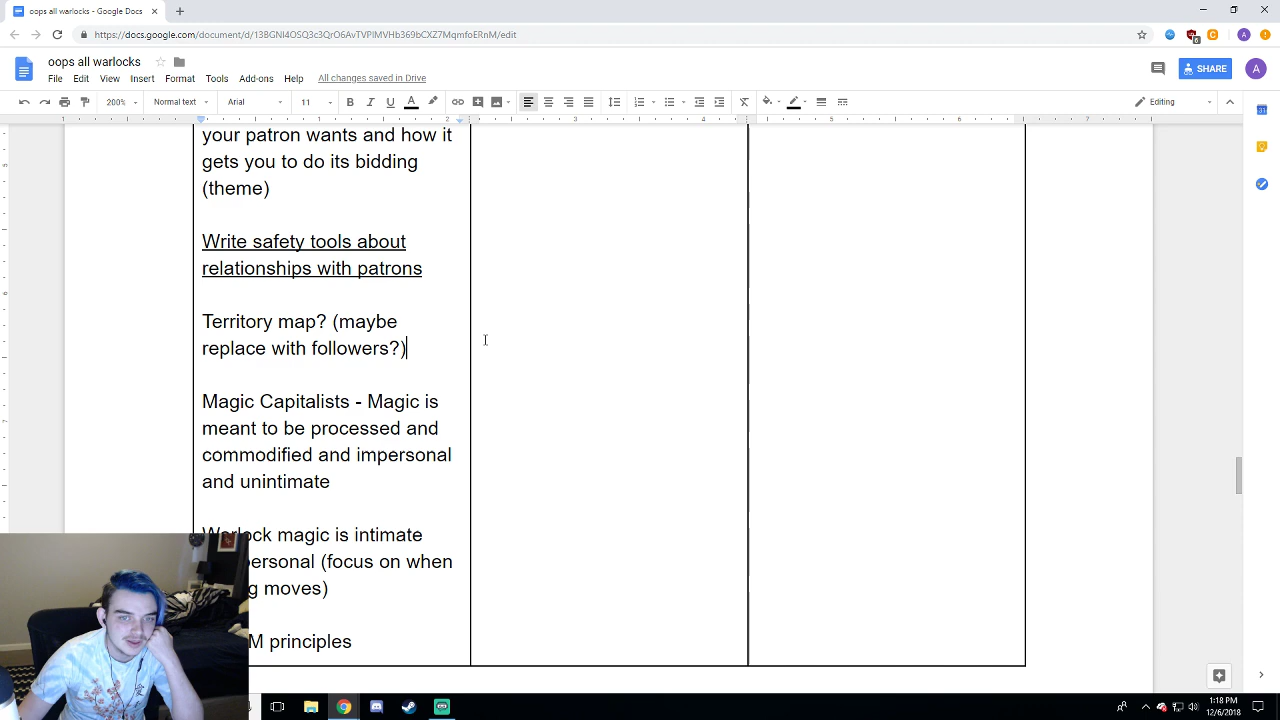 oops all warlocks - Google Docs
https://docs.google.com/document/d/13BGNI4OSQ3c3QrO6AvTVPlMVHb369bCXZ7MqrnfoERnM/edit
oops all warlocks
SHARE
A
File Edit View Insert Format Tools Add-ons Help All changes saved in Drive
200% Normal text Arial 11 B I U A Editing
your patron wants and how it
gets you to do its bidding
(theme)
Write safety tools about
relationships with patrons
Territory map? (maybe
replace with followers?)
Magic Capitalists - Magic is
meant to be processed and
commodified and impersonal
and unintimate
Warlock magic is intimate
personal (focus on when
moves)
principles
1:18 PM
12/6/2018